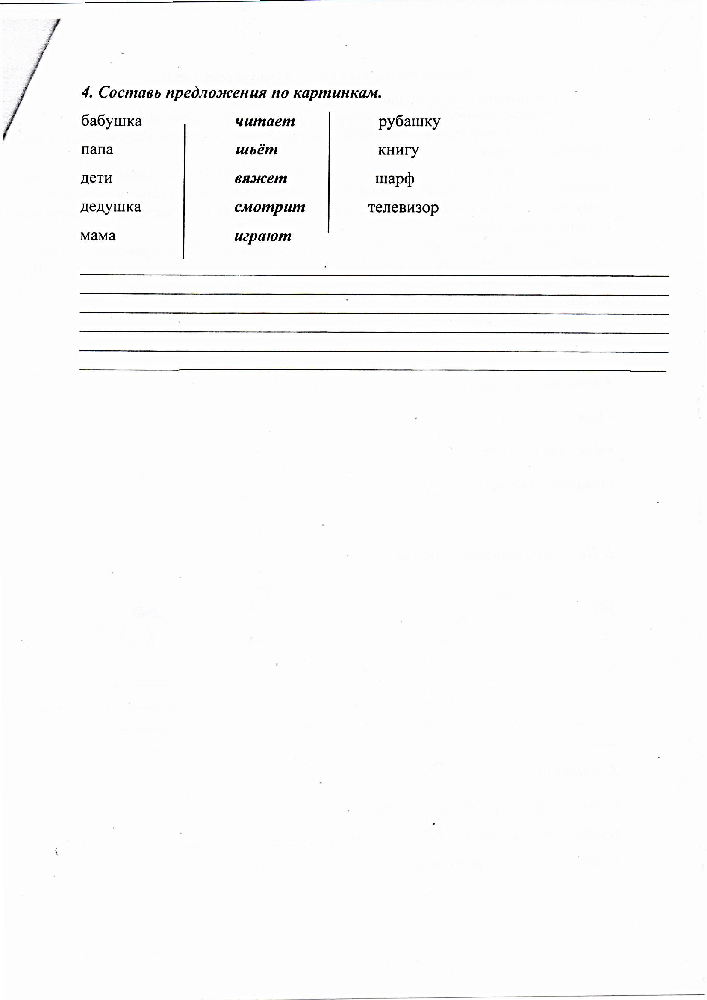 4. Составь предложения по картинкам.
бабушка читает рубашку
папа шьёт книгу
дети вяжет шарф
дедушка смотрит телевизор
мама играют